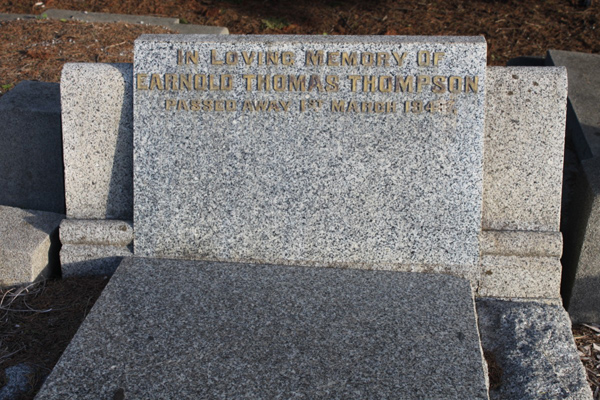 IN LOVING MEMORY OF
EARNOLD THOMAS THOMPSON
PASSED AWAY 1ST MARCH